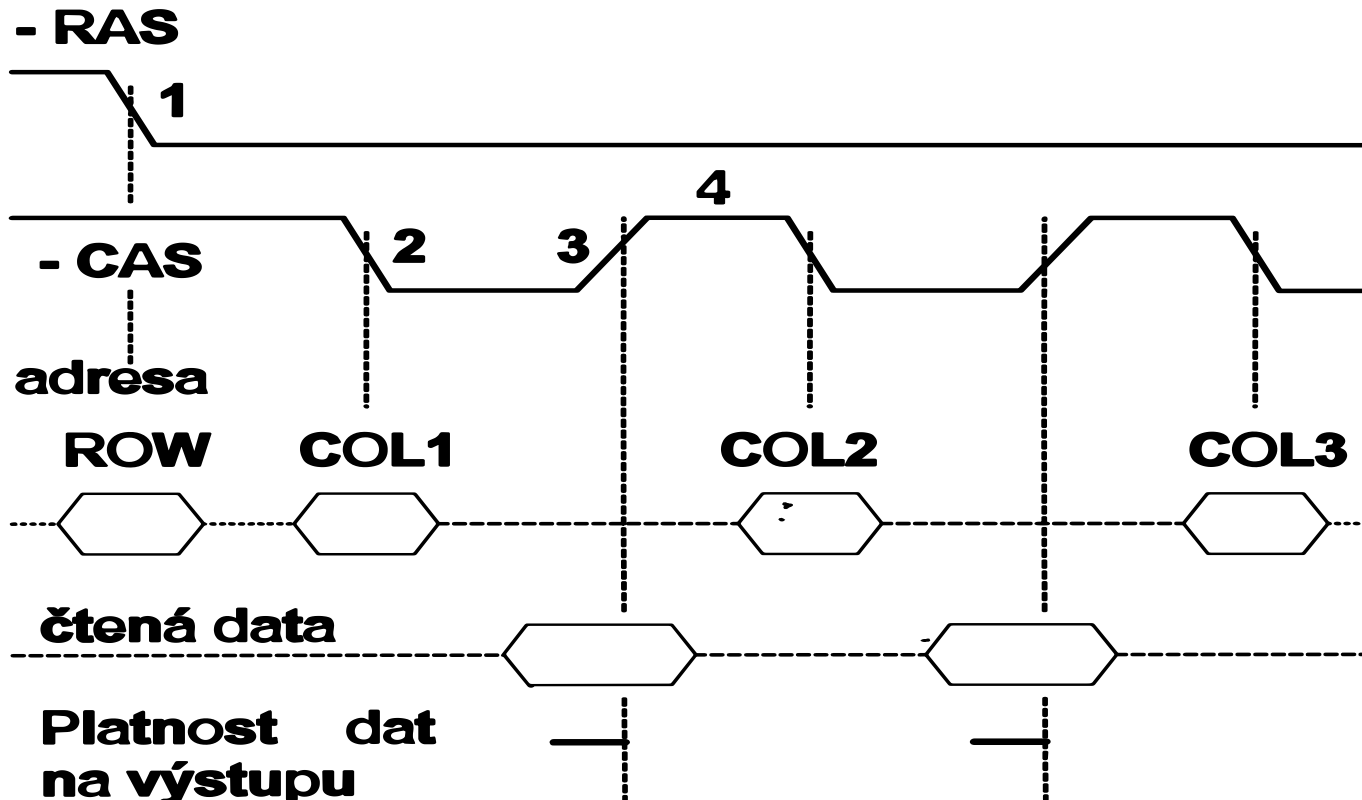 - RAS
1
4
- CAS
2
3
adresa
ROW
COL1
COL2
COL3
čtená data
Platnost dat
na výstupu